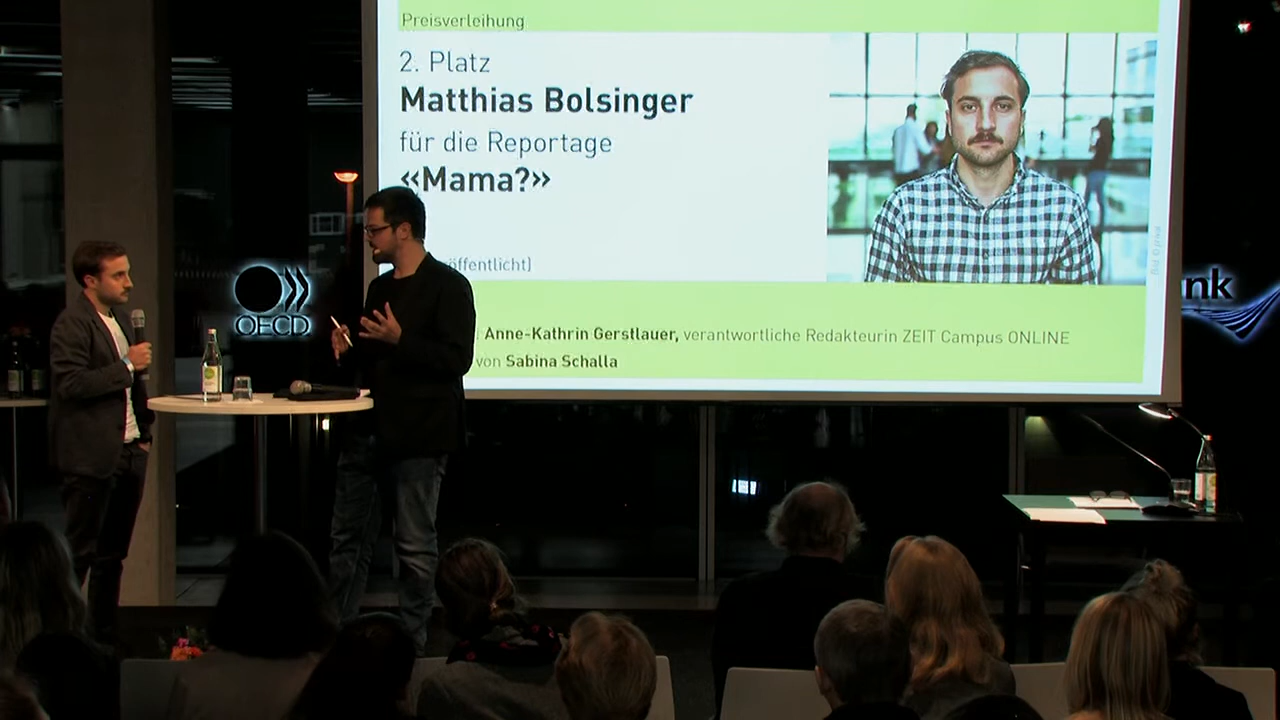 Preisverleihung
2. Platz
Matthias Bolsinger
für die Reportage
«Mama?»
öffentlicht]
Anne-Kathrin Gerstlauer, verantwortliche Redakteurin ZEIT Campus ONLINE
von Sabina Schalla
OECD
nk